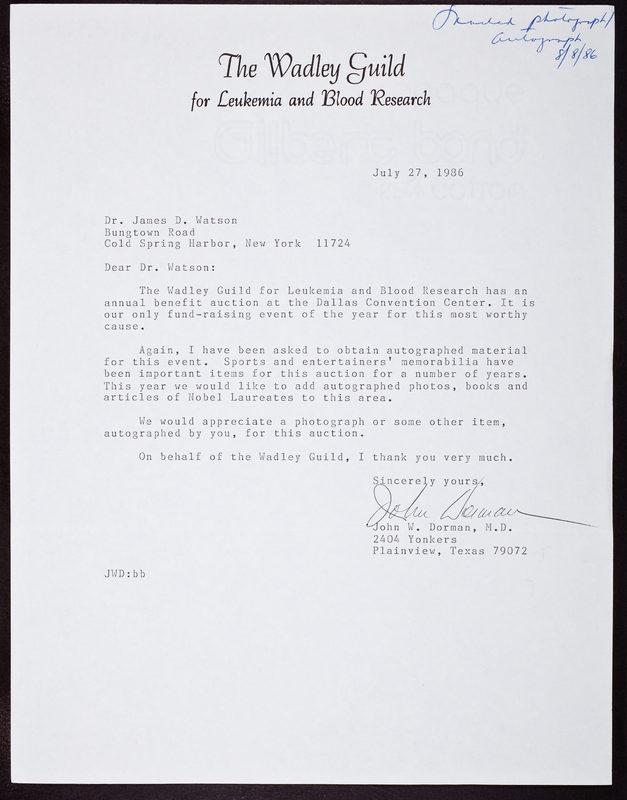 photograph/
autograph
8/8/86
The Wadley Guild
for Leukemia and Blood Research
July 27, 1986
Dr. James D. Watson
Bungtown Road
Cold Spring Harbor, New York  11724
Dear Dr. Watson:
The Wadley Guild for Leukemia and Blood Research has an
annual benefit auction at the Dallas Convention Center. It is
our only fund-raising event of the year for this most worthy
cause.
Again, I have been asked to obtain autographed material
for this event.  Sports and entertainers' memorabilia have
been important items for this auction for a number of years.
This year we would like to add autographed photos, books and
articles of Nobel Laureates to this area.
We would appreciate a photograph or some other item,
autographed by you, for this auction.
On behalf of the Wadley Guild, I thank you very much.
Sincerely yours,
John Dorman
John W. Dorman, M.D.
2404 Yonkers
Plainview, Texas 79072
JWD:bb